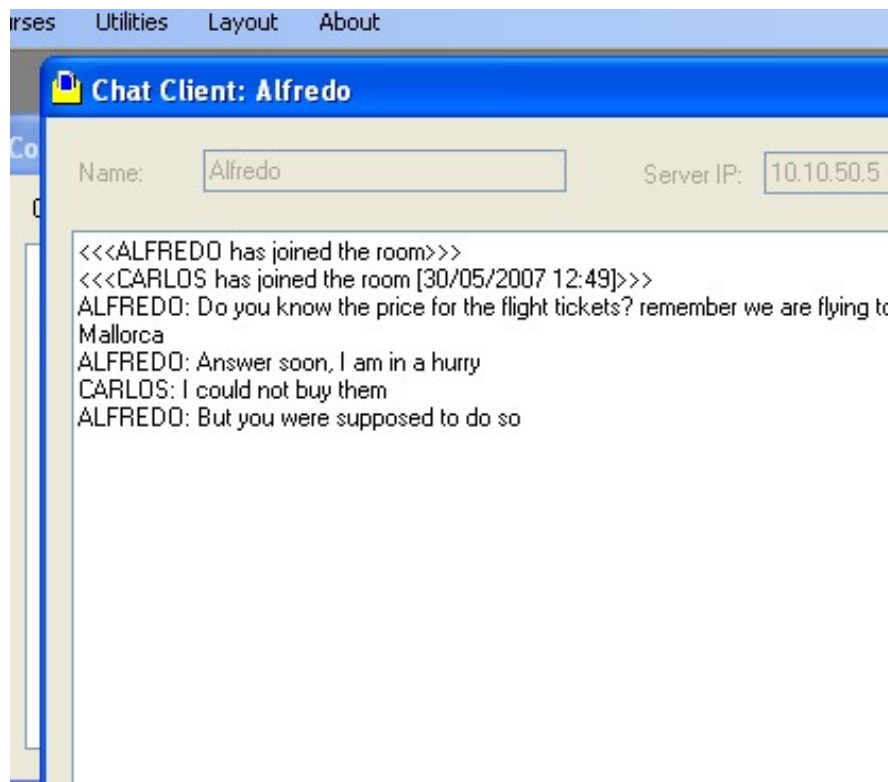 urses Utilities Layout About
Chat Client: Alfredo
Co
Name: Alfredo Server IP: 10.10.50.5
<<<ALFREDO has joined the room>>>
<<<CARLOS has joined the room [30/05/2007 12:49]>>>
ALFREDO: Do you know the price for the flight tickets? remember we are flying to
Mallorca
ALFREDO: Answer soon, I am in a hurry
CARLOS: I could not buy them
ALFREDO: But you were supposed to do so